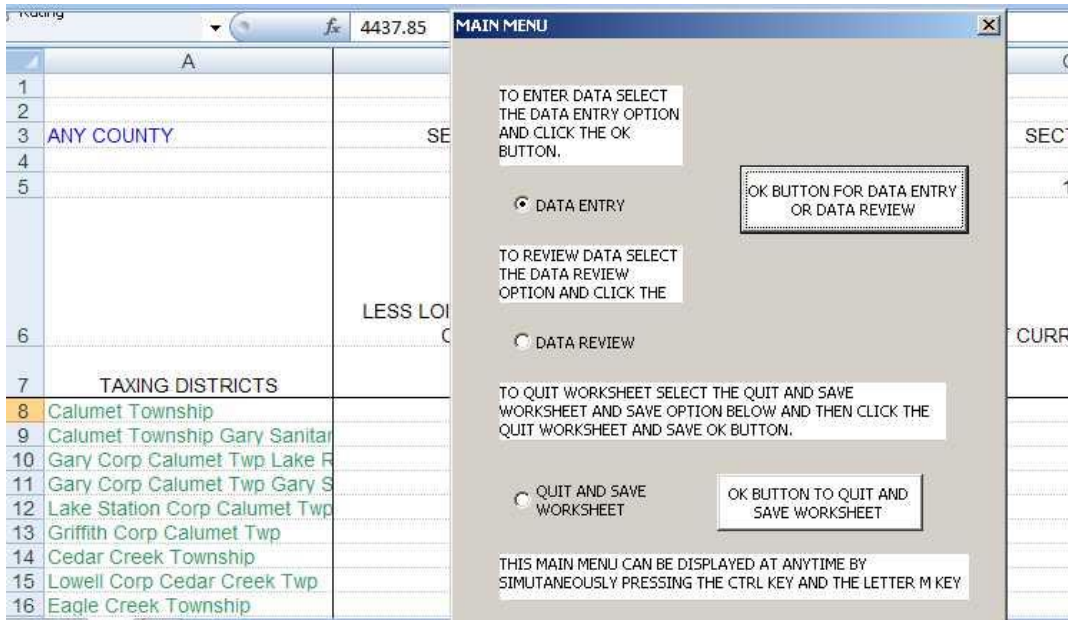 Rating
fx 4437.85
MAIN MENU
A
1
2
3 ANY COUNTY SE SECT
4
5 1
6 LESS LOI CURR
7 TAXING DISTRICTS
8 Calumet Township
9 Calumet Township Gary Sanitar
10 Gary Corp Calumet Twp Lake R
11 Gary Corp Calumet Twp Gary S
12 Lake Station Corp Calumet Twp
13 Griffith Corp Calumet Twp
14 Cedar Creek Township
15 Lowell Corp Cedar Creek Twp
16 Eagle Creek Township
TO ENTER DATA SELECT
THE DATA ENTRY OPTION
AND CLICK THE OK
BUTTON.
DATA ENTRY
OK BUTTON FOR DATA ENTRY
OR DATA REVIEW
TO REVIEW DATA SELECT
THE DATA REVIEW
OPTION AND CLICK THE
DATA REVIEW
TO QUIT WORKSHEET SELECT THE QUIT AND SAVE
WORKSHEET AND SAVE OPTION BELOW AND THEN CLICK THE
QUIT WORKSHEET AND SAVE OK BUTTON.
QUIT AND SAVE
WORKSHEET
OK BUTTON TO QUIT AND
SAVE WORKSHEET
THIS MAIN MENU CAN BE DISPLAYED AT ANYTIME BY
SIMUTANEOUSLY PRESSING THE CTRL KEY AND THE LETTER M KEY